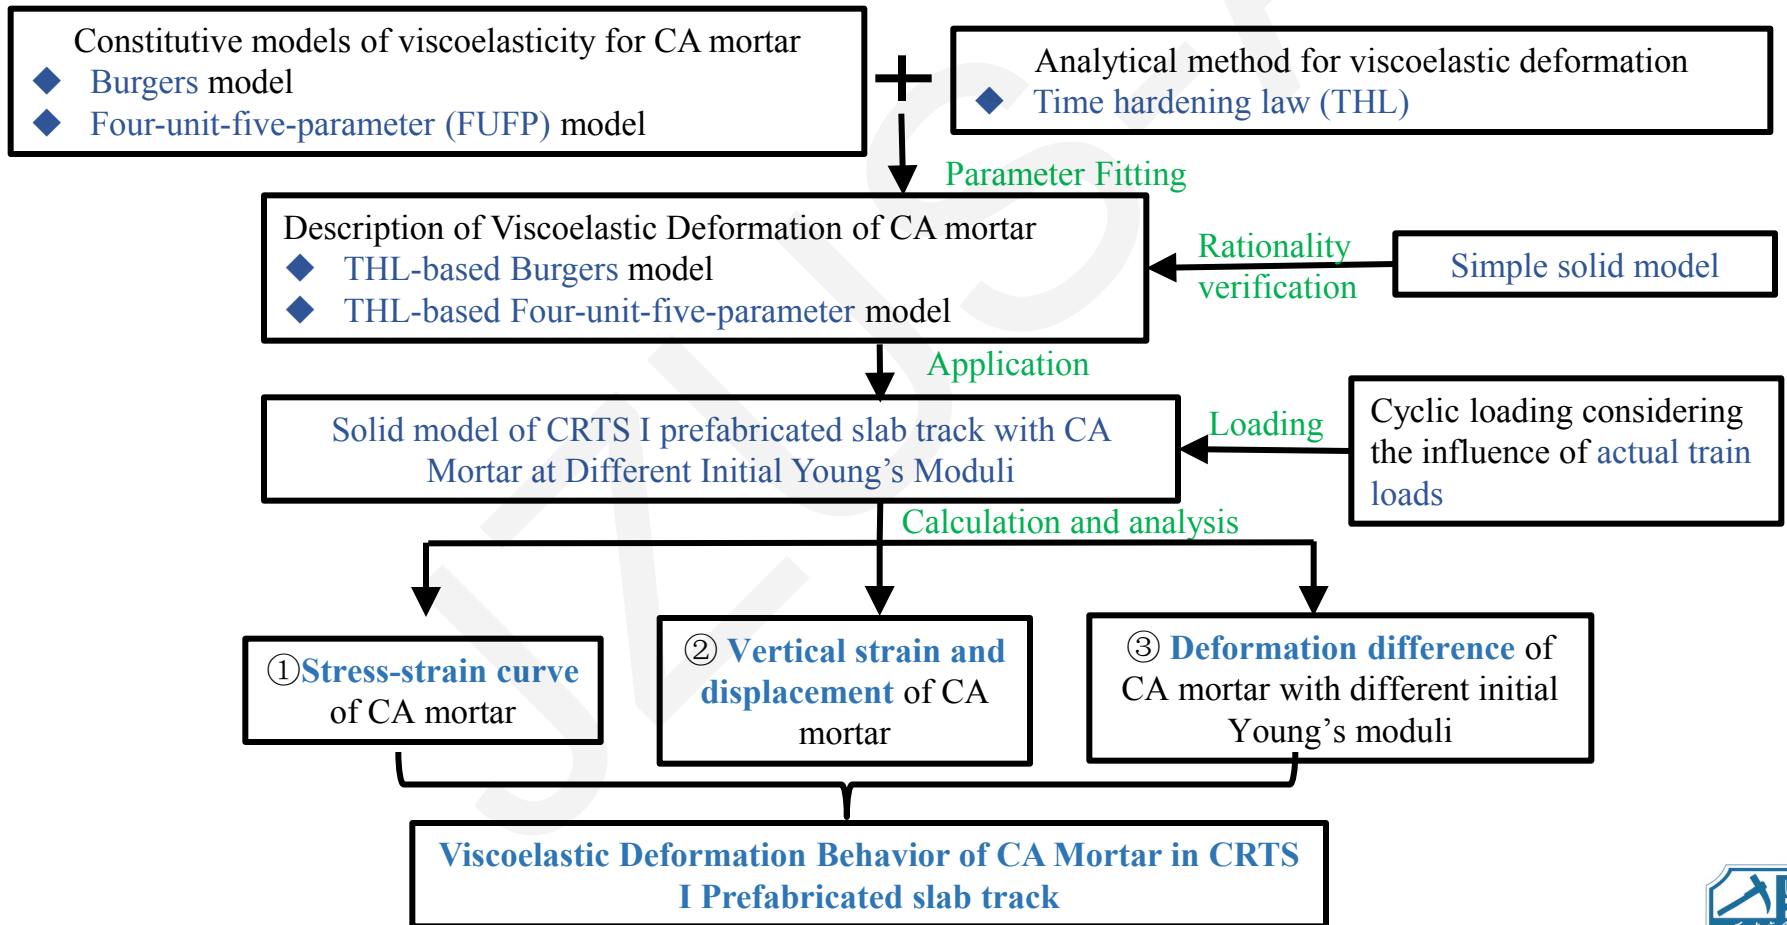 Constitutive models of viscoelasticity for CA mortar
◆ Burgers model
◆ Four-unit-five-parameter (FUFP) model
Analytical method for viscoelastic deformation
◆ Time hardening law (THL)
Parameter Fitting
Description of Viscoelastic Deformation of CA mortar
◆ THL-based Burgers model
◆ THL-based Four-unit-five-parameter model
Rationality
verification
Simple solid model
Application
Solid model of CRTS I prefabricated slab track with CA
Mortar at Different Initial Young's Moduli
Loading
Cyclic loading considering
the influence of actual train
loads
Calculation and analysis
①Stress-strain curve
of CA mortar
② Vertical strain and
displacement of CA
mortar
③ Deformation difference of
CA mortar with different initial
Young's moduli
Viscoelastic Deformation Behavior of CA Mortar in CRTS
I Prefabricated slab track
JZUS-A